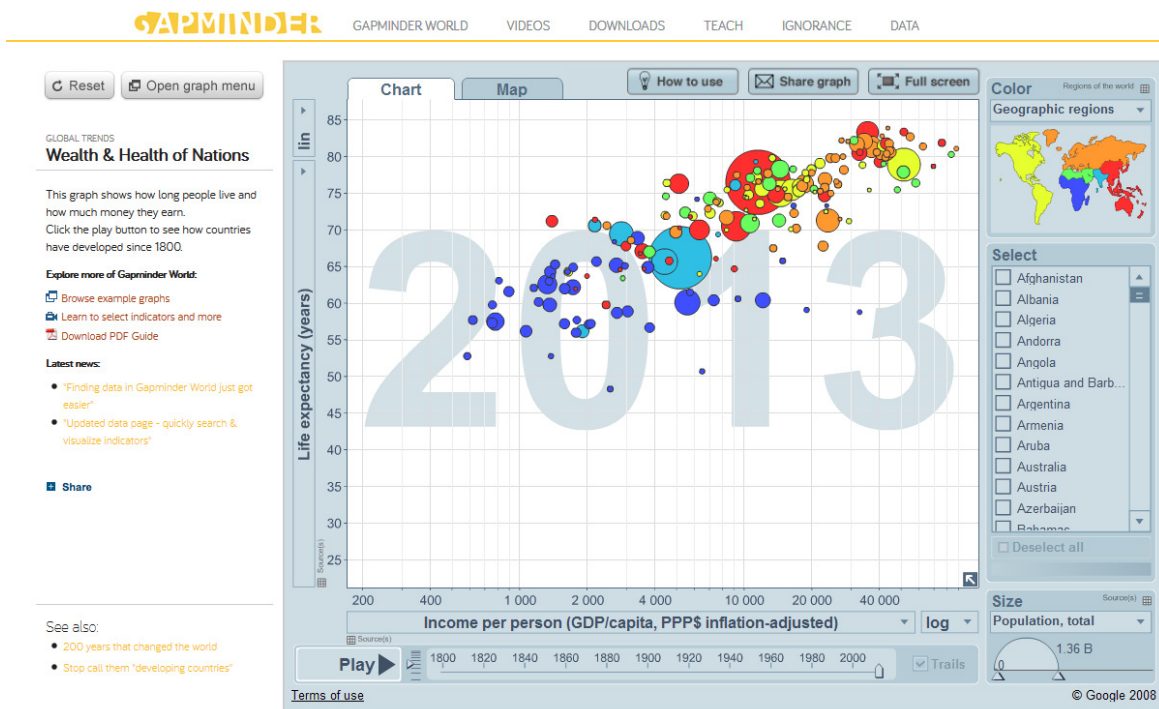 GAPMINDER
GAPMINDER WORLD VIDEOS DOWNLOADS TEACH IGNORANCE DATA
Reset
Open graph menu
GLOBAL TRENDS
Wealth & Health of Nations
This graph shows how long people live and
how much money they earn.
Click the play button to see how countries
have developed since 1800.
Explore more of Gapminder World:
Browse example graphs
Learn to select indicators and more
Download PDF Guide
Latest news:
"Finding data in Gapminder World just got
easier"
"Updated data page - quickly search &
visualize indicators"
Share
See also:
200 years that changed the world
Stop call them "developing countries"
Chart
Map
How to use
Share graph
Full screen
lin
Life expectancy (years)
Source(s)
85
80
75
70
65
60
55
50
45
40
35
30
25
2013
200 400 1 000 2 000 4 000 10 000 20 000 40 000
Income per person (GDP/capita, PPP$ inflation-adjusted)
log
Source(s)
Play
1800 1820 1840 1860 1880 1900 1920 1940 1960 1980 2000
Trails
Terms of use
Color
Regions of the world
Geographic regions
Select
Afghanistan
Albania
Algeria
Andorra
Angola
Antigua and Barb...
Argentina
Armenia
Aruba
Australia
Austria
Azerbaijan
Bahamas
Deselect all
Size
Source(s)
Population, total
0
1.36 B
© Google 2008